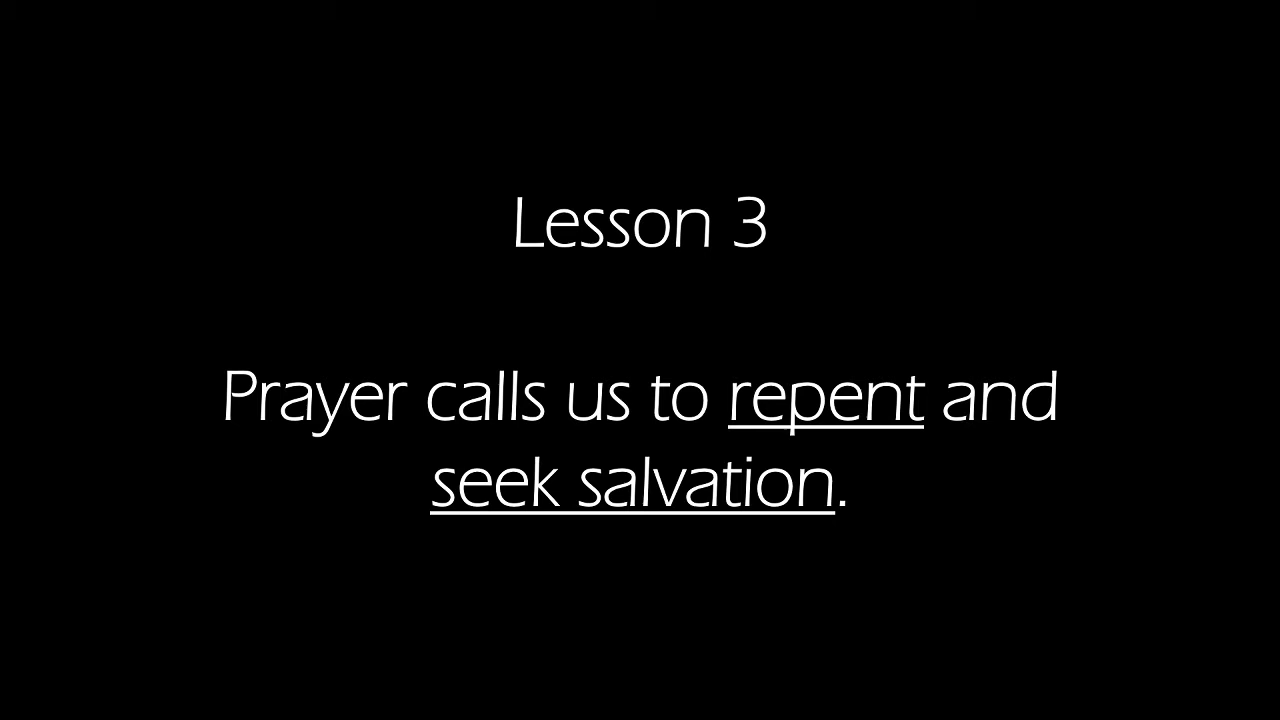 Lesson 3
Prayer calls us to repent and
seek salvation.